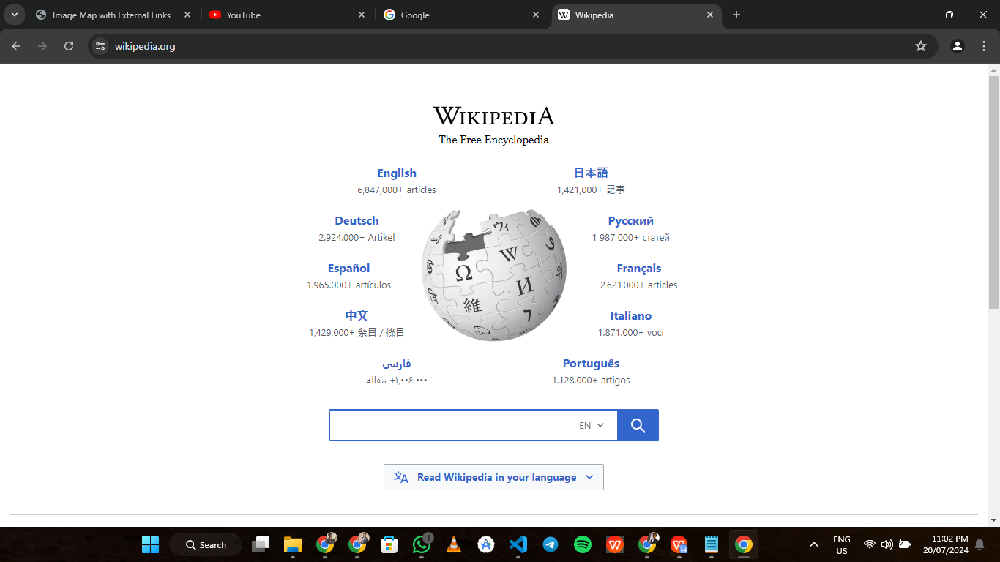 Image Map with External Links
YouTube
Google
Wikipedia
wikipedia.org
WIKIPEDIA
The Free Encyclopedia
English
6,847,000+ articles
日本語
1,421,000+ 記事
Deutsch
2.924.000+ Artikel
Русский
1 987 000+ статей
Español
1.965.000+ artículos
Français
2 621 000+ articles
中文
1,429,000+ 条目 / 條目
Italiano
1.871.000+ voci
فارسی
۱٬۰۰۶٬۰۰۰+ مقاله
Português
1.128.000+ artigos
Ω
W
И
維
ウィ
EN
Read Wikipedia in your language
Search
1
ENG
US
11:02 PM
20/07/2024